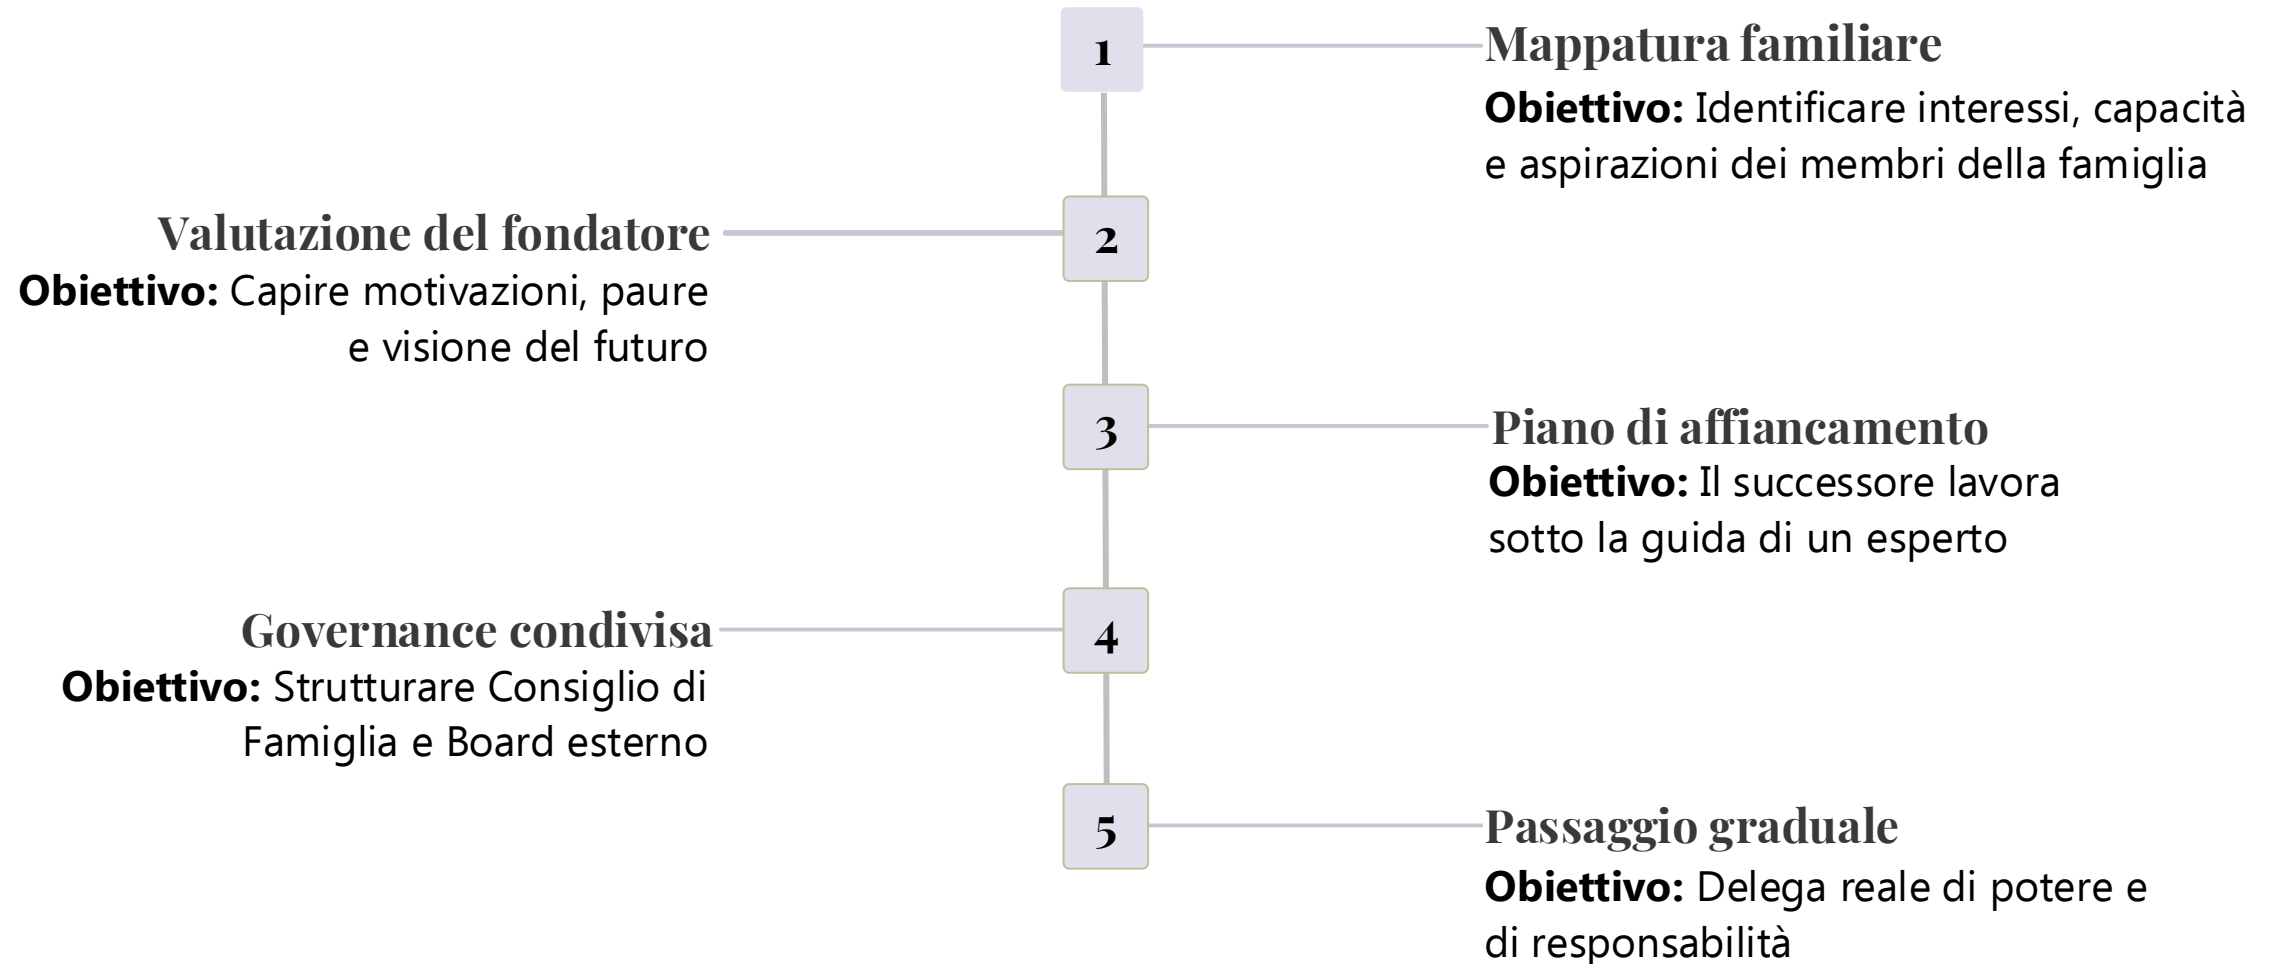 1
Mappatura familiare
Obiettivo: Identificare interessi, capacità
e aspirazioni dei membri della famiglia
2
Valutazione del fondatore
Obiettivo: Capire motivazioni, paure
e visione del futuro
3
Piano di affiancamento
Obiettivo: Il successore lavora
sotto la guida di un esperto
4
Governance condivisa
Obiettivo: Strutturare Consiglio di
Famiglia e Board esterno
5
Passaggio graduale
Obiettivo: Delega reale di potere e
di responsabilità